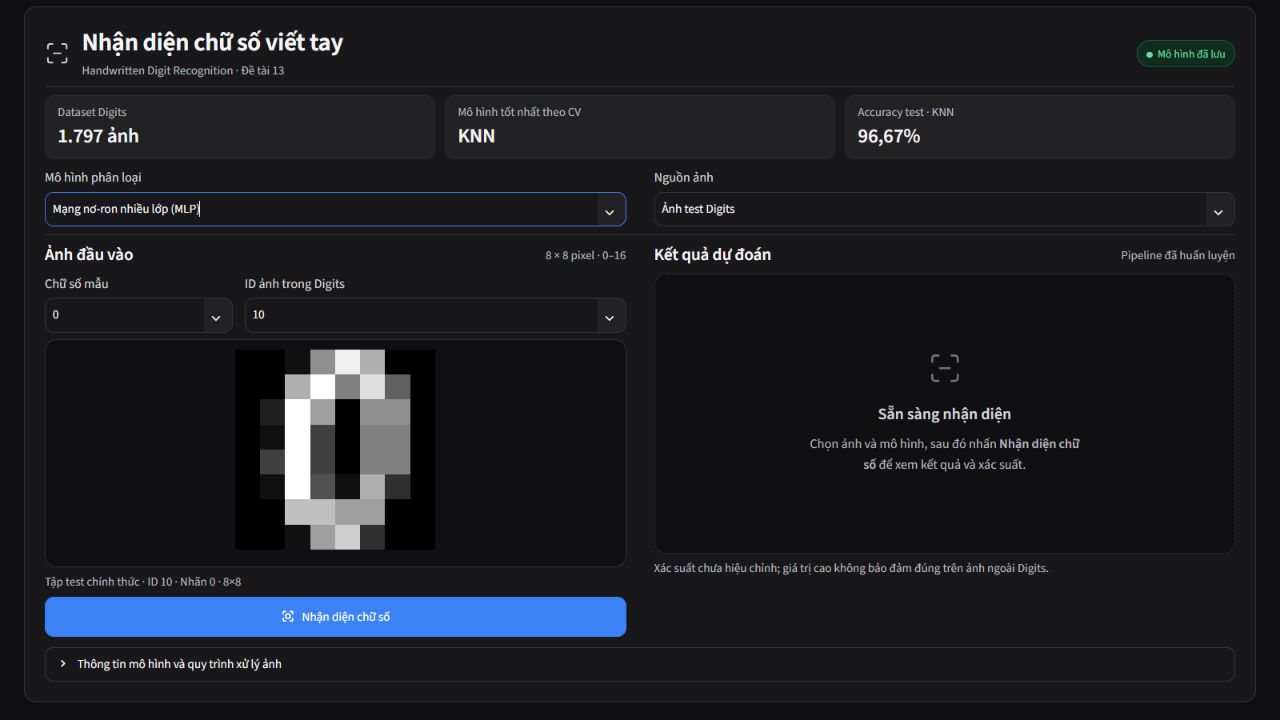 Nhận diện chữ số viết tay
Handwritten Digit Recognition · Đề tài 13
Mô hình đã lưu
Dataset Digits
1.797 ảnh
Mô hình tốt nhất theo CV
KNN
Accuracy test · KNN
96,67%
Mô hình phân loại
Mạng nơ-ron nhiều lớp (MLP)
Nguồn ảnh
Ảnh test Digits
Ảnh đầu vào
8 × 8 pixel · 0–16
Chữ số mẫu
0
ID ảnh trong Digits
10
Tập test chính thức · ID 10 · Nhãn 0 · 8×8
Nhận diện chữ số
Kết quả dự đoán
Pipeline đã huấn luyện
Sẵn sàng nhận diện
Chọn ảnh và mô hình, sau đó nhấn Nhận diện chữ
số để xem kết quả và xác suất.
Xác suất chưa hiệu chỉnh; giá trị cao không bảo đảm đúng trên ảnh ngoài Digits.
Thông tin mô hình và quy trình xử lý ảnh